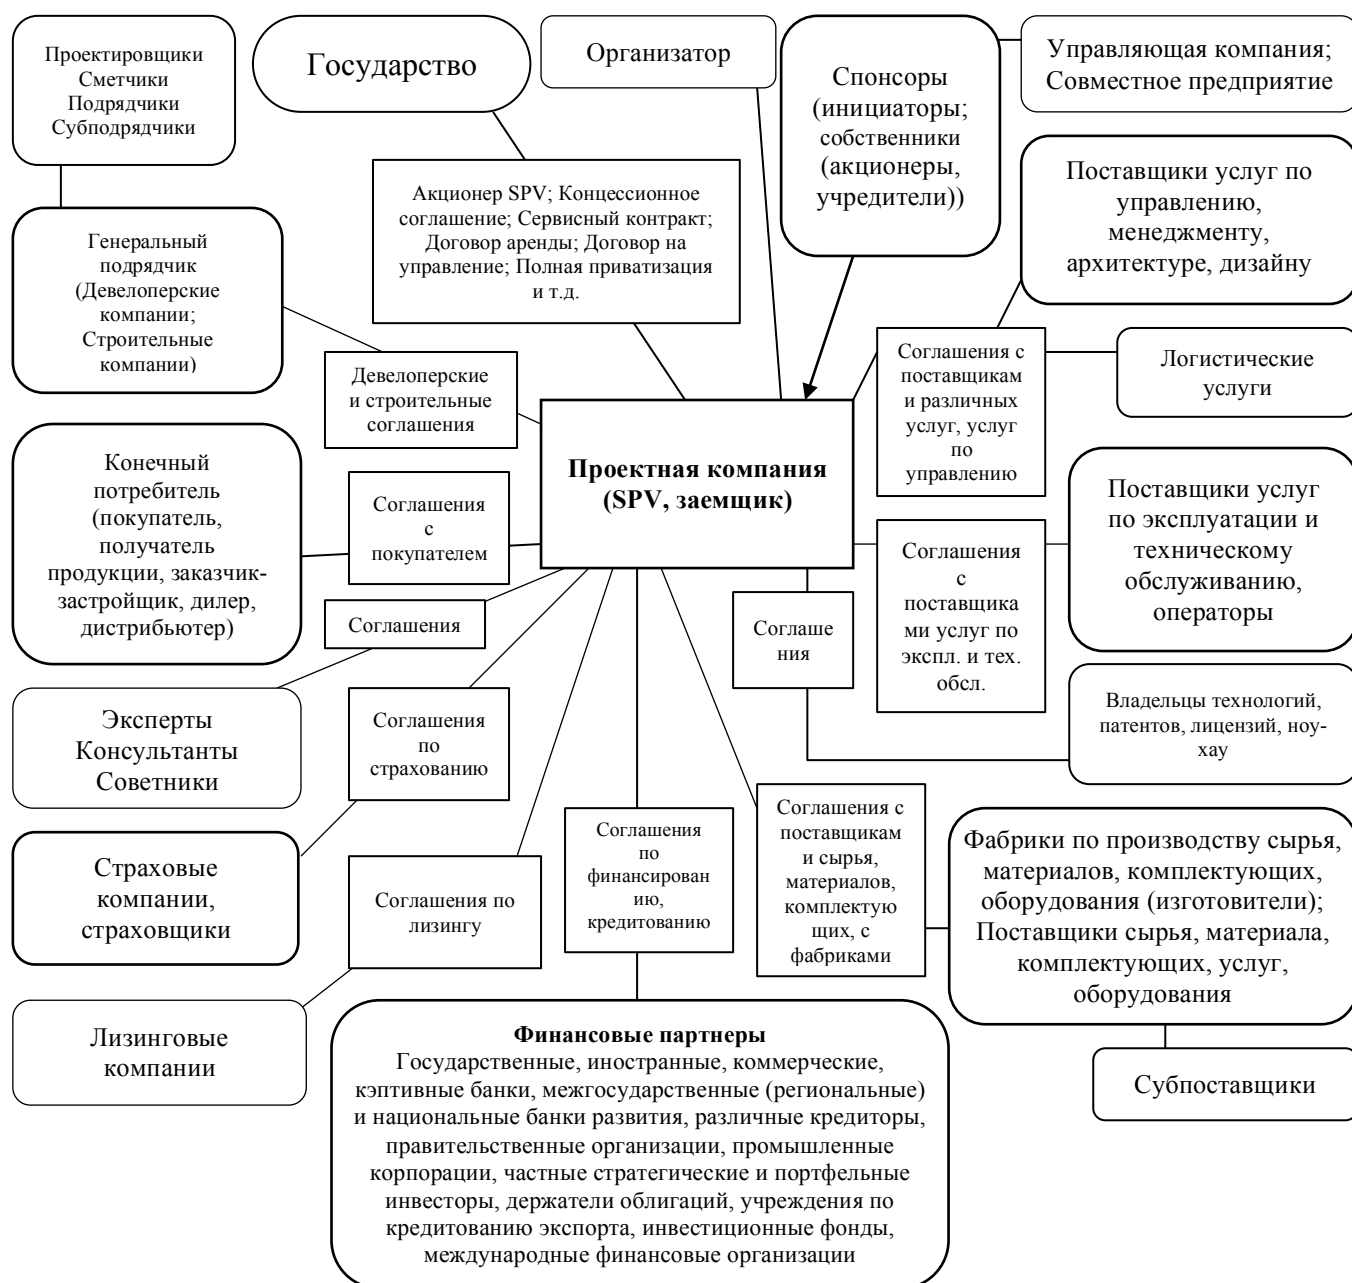 Проектировщики
Сметчики
Подрядчики
Субподрядчики
Государство
Организатор
Спонсоры
(инициаторы;
собственники
(акционеры,
учредители))
Управляющая компания;
Совместное предприятие
Акционер SPV; Концессионное
соглашение; Сервисный контракт;
Договор аренды; Договор на
управление; Полная приватизация
и т.д.
Поставщики услуг по
управлению,
менеджменту,
архитектуре, дизайну
Генеральный
подрядчик
(Девелоперские
компании;
Строительные
компании)
Девелоперские
и строительные
соглашения
Соглашения с
поставщикам
и различных
услуг, услуг
по
управлению
Логистические
услуги
Проектная компания
(SPV, заемщик)
Конечный
потребитель
(покупатель,
получатель
продукции, заказчик-
застройщик, дилер,
дистрибьютер)
Соглашения
с
покупателем
Соглашения
Соглаше
ния
Соглашения
с
поставщика
ми услуг по
экспл. и тех.
обсл.
Поставщики услуг
по эксплуатации и
техническому
обслуживанию,
операторы
Эксперты
Консультанты
Советники
Соглашения
по
страхованию
Владельцы технологий,
патентов, лицензий, ноу-
хау
Страховые
компании,
страховщики
Соглашения по
лизингу
Соглашения
по
финансирован
ию,
кредитованию
Соглашения с
поставщикам
и сырья,
материалов,
комплектую
щих, с
фабриками
Фабрики по производству сырья,
материалов, комплектующих,
оборудования (изготовители);
Поставщики сырья, материала,
комплектующих, услуг,
оборудования
Лизинговые
компании
Финансовые партнеры
Государственные, иностранные, коммерческие,
кэптивные банки, межгосударственные (региональные)
и национальные банки развития, различные кредиторы,
правительственные организации, промышленные
корпорации, частные стратегические и портфельные
инвесторы, держатели облигаций, учреждения по
кредитованию экспорта, инвестиционные фонды,
международные финансовые организации
Субпоставщики